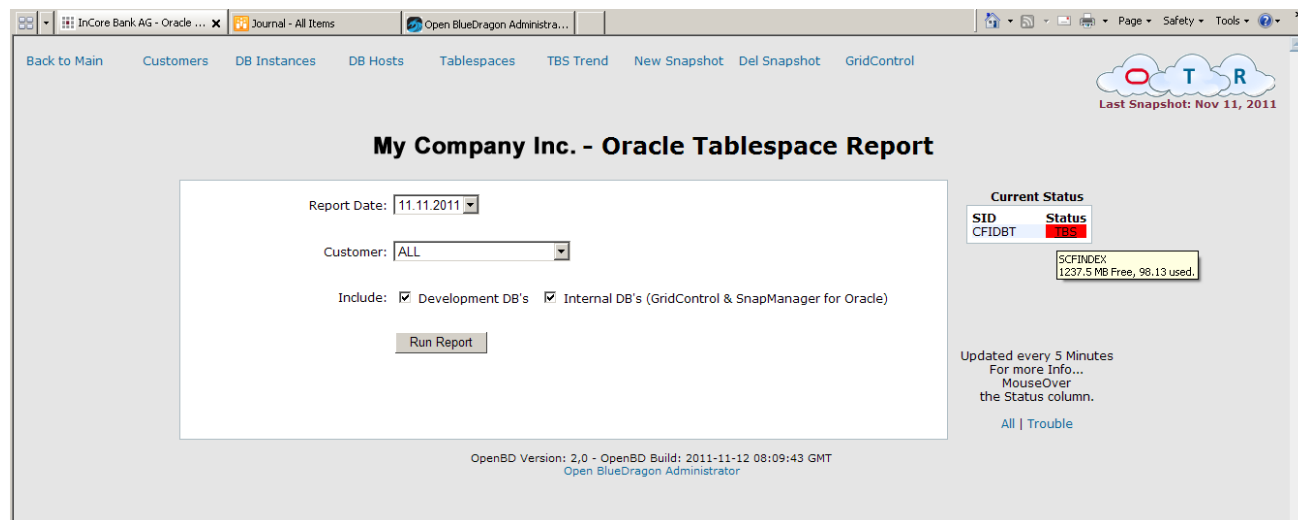 InCore Bank AG - Oracle ... Journal - All Items Open BlueDragon Administra...
Page Safety Tools
Back to Main Customers DB Instances DB Hosts Tablespaces TBS Trend New Snapshot Del Snapshot GridControl
O T R
Last Snapshot: Nov 11, 2011
My Company Inc. - Oracle Tablespace Report
Report Date: 11.11.2011
Customer: ALL
Include: Development DB's Internal DB's (GridControl & SnapManager for Oracle)
Run Report
Current Status
SID Status
CFIDBT TBS
SCFINDEX
1237.5 MB Free, 98.13 used.
Updated every 5 Minutes
For more Info...
MouseOver
the Status column.
All | Trouble
OpenBD Version: 2,0 - OpenBD Build: 2011-11-12 08:09:43 GMT
Open BlueDragon Administrator